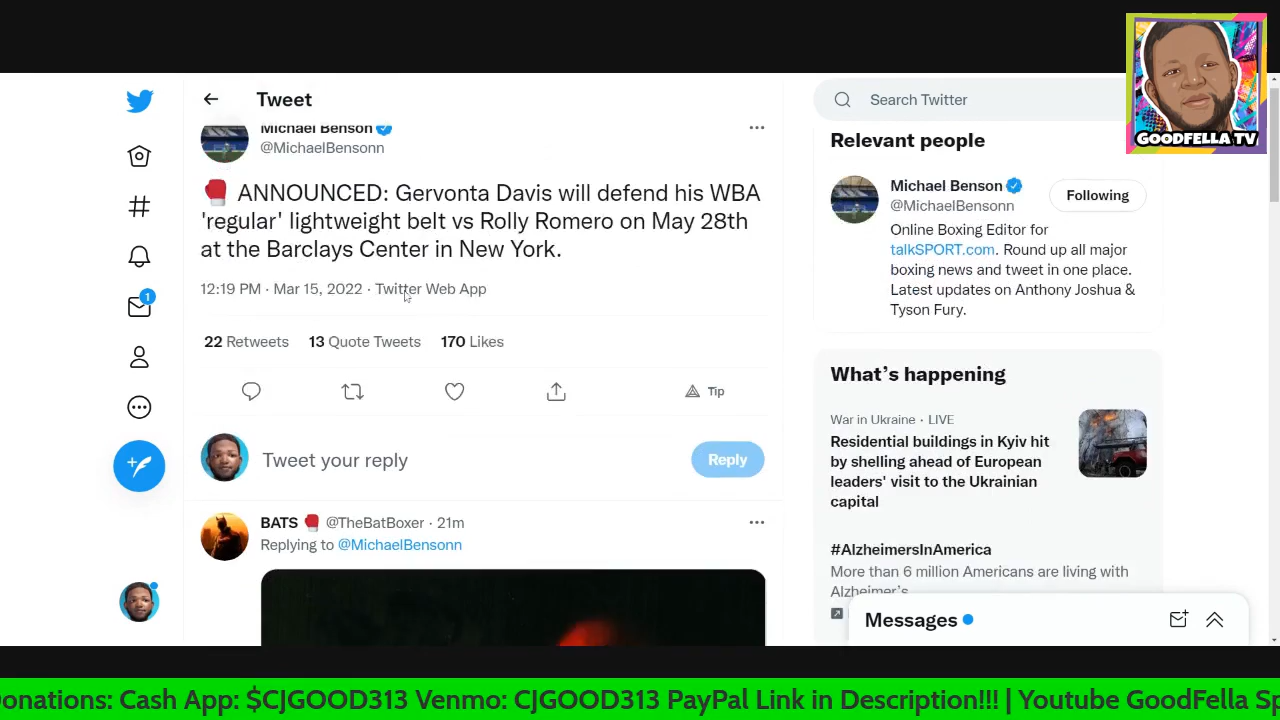 Tweet
Michael Benson
@MichaelBensonn
ANNOUNCED: Gervonta Davis will defend his WBA
'regular' lightweight belt vs Rolly Romero on May 28th
at the Barclays Center in New York.
12:19 PM · Mar 15, 2022 · Twitter Web App
22 Retweets 13 Quote Tweets 170 Likes
Tip
Tweet your reply
Reply
BATS @TheBatBoxer · 21m
Replying to @MichaelBensonn
1
Search Twitter
GOODFELLA TV
Relevant people
Michael Benson
@MichaelBensonn
Following
Online Boxing Editor for
talkSPORT.com. Round up all major
boxing news and tweet in one place.
Latest updates on Anthony Joshua &
Tyson Fury.
What's happening
War in Ukraine · LIVE
Residential buildings in Kyiv hit
by shelling ahead of European
leaders' visit to the Ukrainian
capital
#AlzheimersInAmerica
More than 6 million Americans are living with
Alzheimer's
Messages
onations: Cash App: $CJGOOD313 Venmo: CJGOOD313 PayPal Link in Description!!! | Youtube GoodFella Sp